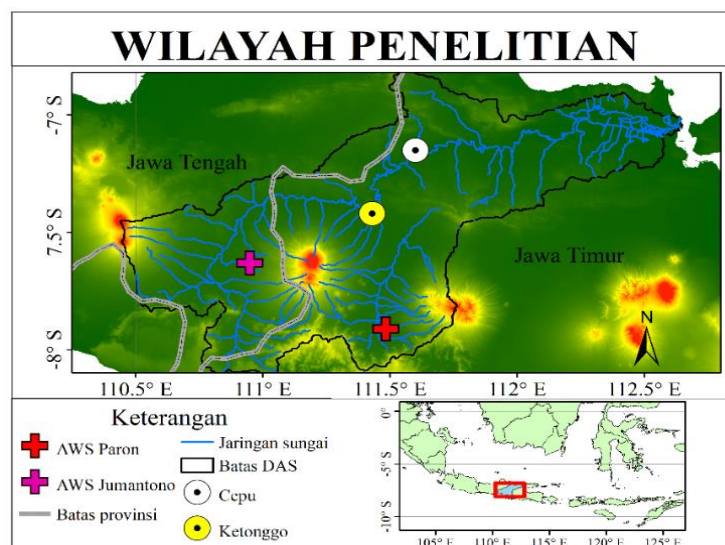 WILAYAH PENELITIAN
-7° S
7.5° S
-8° S
Jawa Tengah
Jawa Timur
N
110.5° E
111° E
111.5° E
112° E
112.5° E
Keterangan
AWS Paron
AWS Jumantono
Batas provinsi
Jaringan sungai
Batas DAS
Cepu
Ketonggo
0°
-5° S
-10° S
105°E
110°E
115°E
120°E
125°E